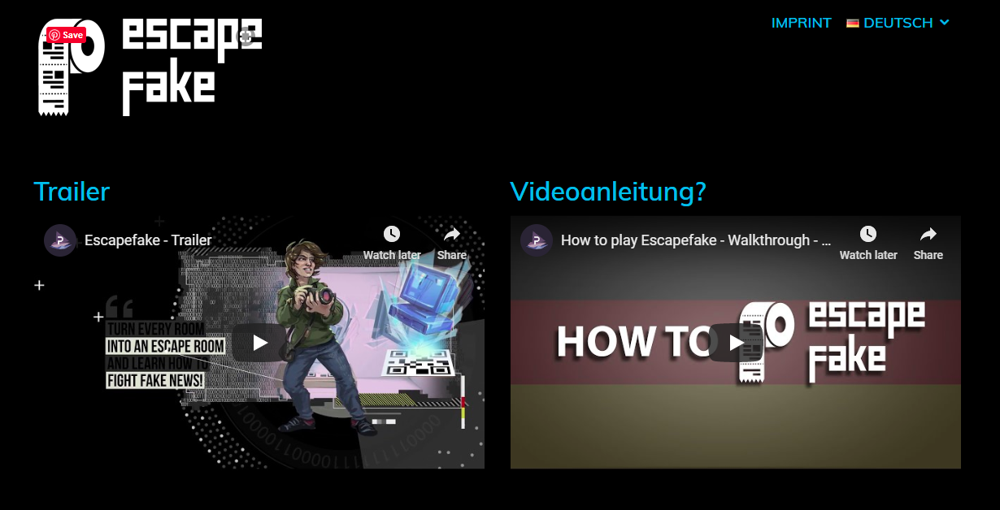 Save
escape
fake
IMPRINT
DEUTSCH
Trailer
Videoanleitung?
Escapefake - Trailer
Watch later
Share
TURN EVERY ROOM
INTO AN ESCAPE ROOM
AND LEARN HOW TO
FIGHT FAKE NEWS!
How to play Escapefake - Walkthrough - ...
Watch later
Share
HOW TO
escape
fake